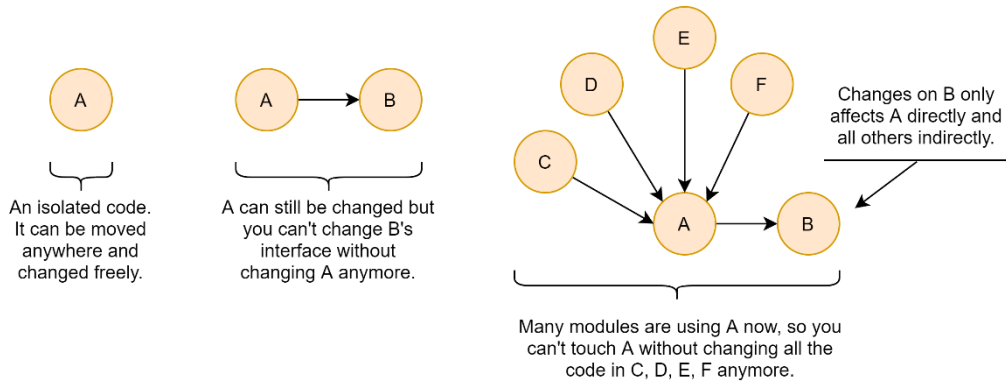 A
An isolated code.
It can be moved
anywhere and
changed freely.
A
B
A can still be changed but
you can't change B's
interface without
changing A anymore.
C
D
E
F
A
B
Changes on B only
affects A directly and
all others indirectly.
Many modules are using A now, so you
can't touch A without changing all the
code in C, D, E, F anymore.